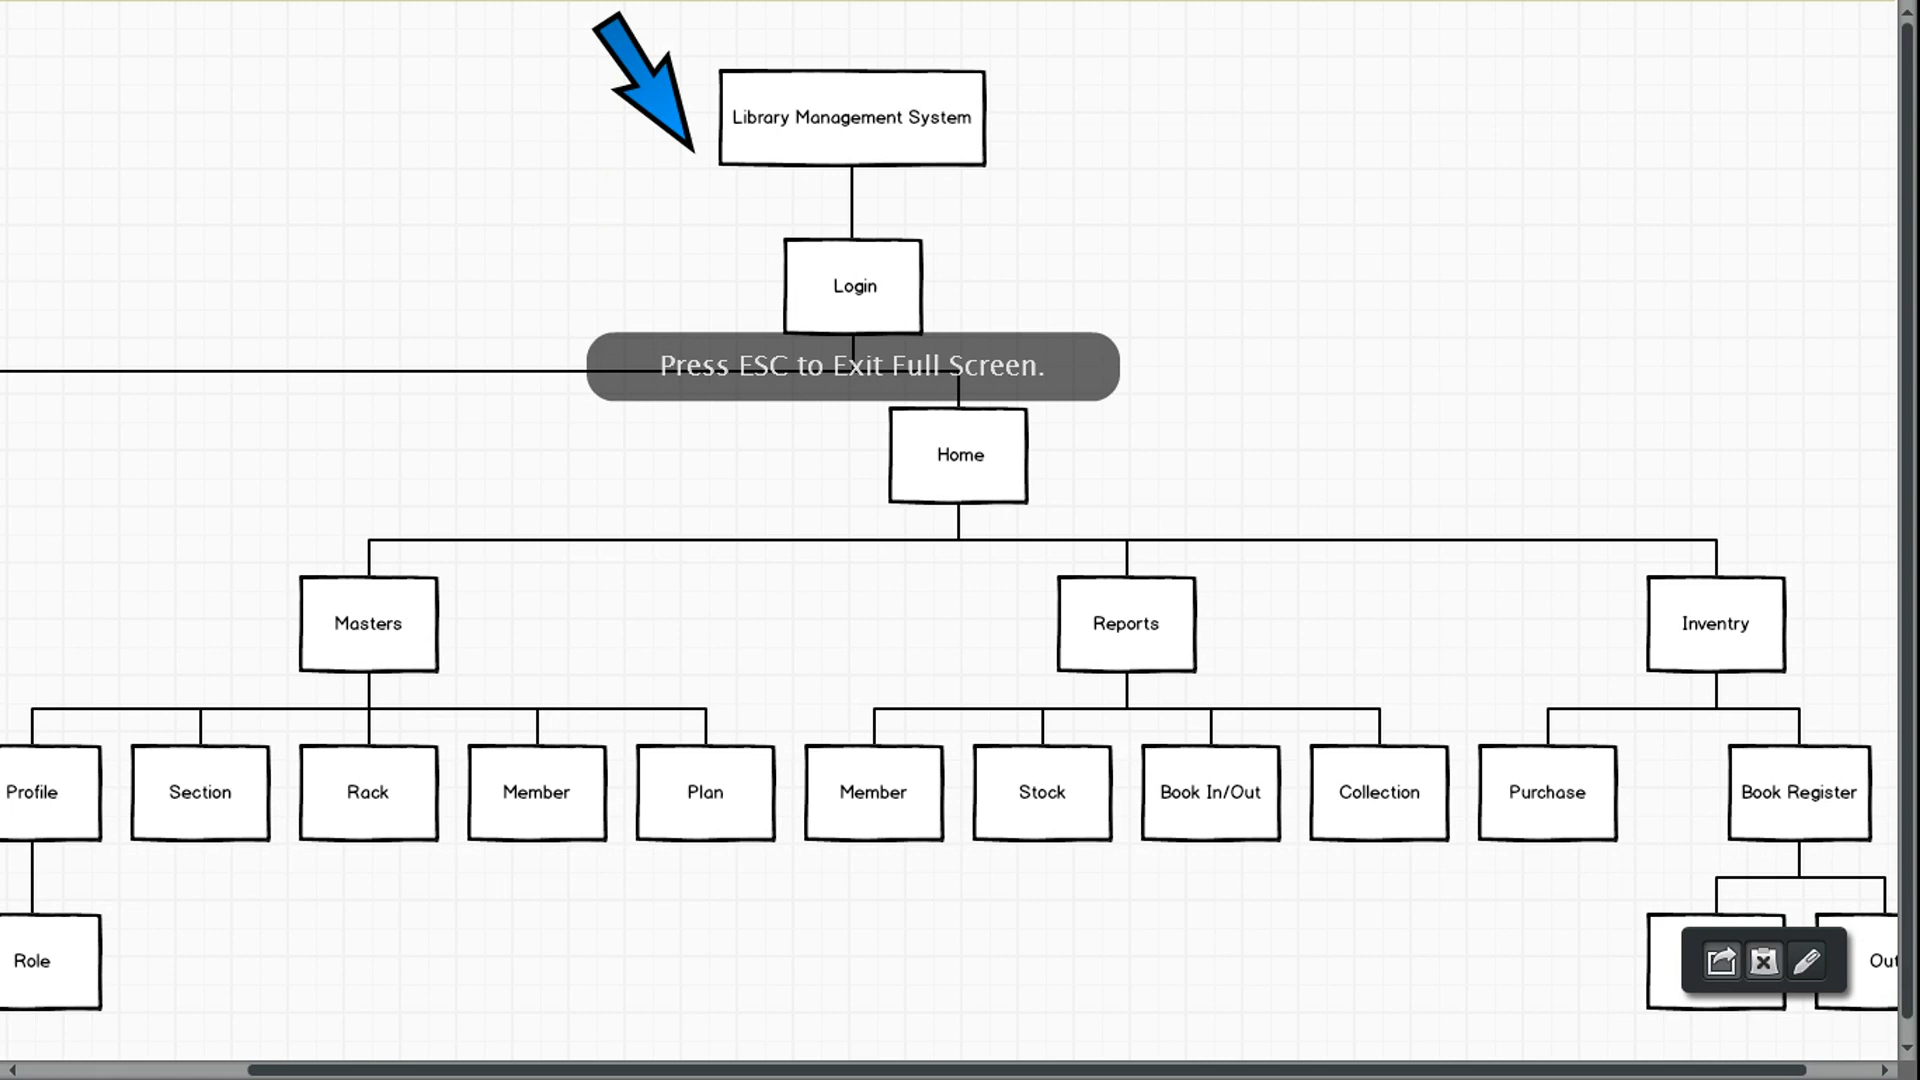 Library Management System
Login
Press ESC to Exit Full Screen.
Home
Masters
Reports
Inventry
Profile
Section
Rack
Member
Plan
Member
Stock
Book In/Out
Collection
Purchase
Book Register
Role